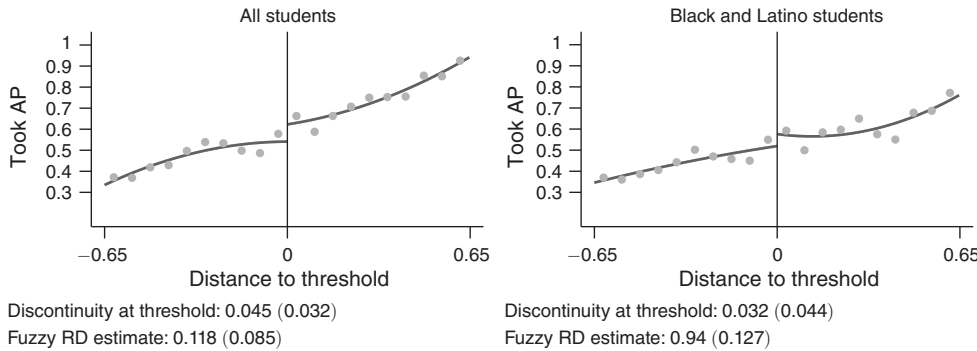 All students
Took AP
1
0.9
0.8
0.7
0.6
0.5
0.4
0.3
−0.65
0
0.65
Distance to threshold
Discontinuity at threshold: 0.045 (0.032)
Fuzzy RD estimate: 0.118 (0.085)
Black and Latino students
Took AP
1
0.9
0.8
0.7
0.6
0.5
0.4
0.3
−0.65
0
0.65
Distance to threshold
Discontinuity at threshold: 0.032 (0.044)
Fuzzy RD estimate: 0.94 (0.127)